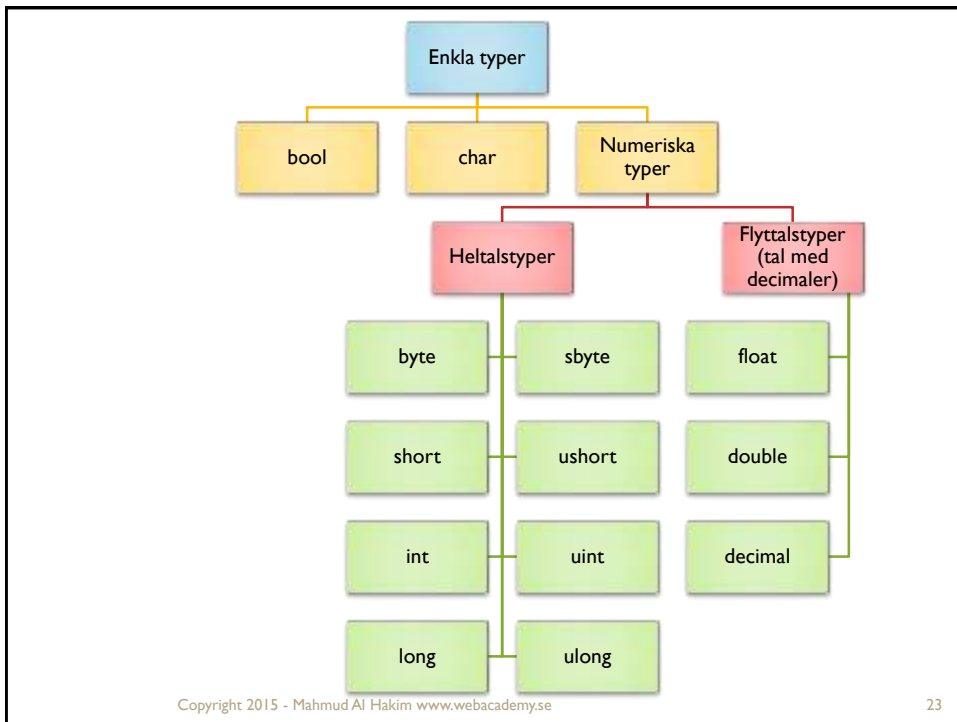 Enkla typer
bool
char
Numeriska
typer
Heltalstyper
Flyttalstyper
(tal med
decimaler)
byte
sbyte
float
short
ushort
double
int
uint
decimal
long
ulong
Copyright 2015 - Mahmud Al Hakim www.webacademy.se
23